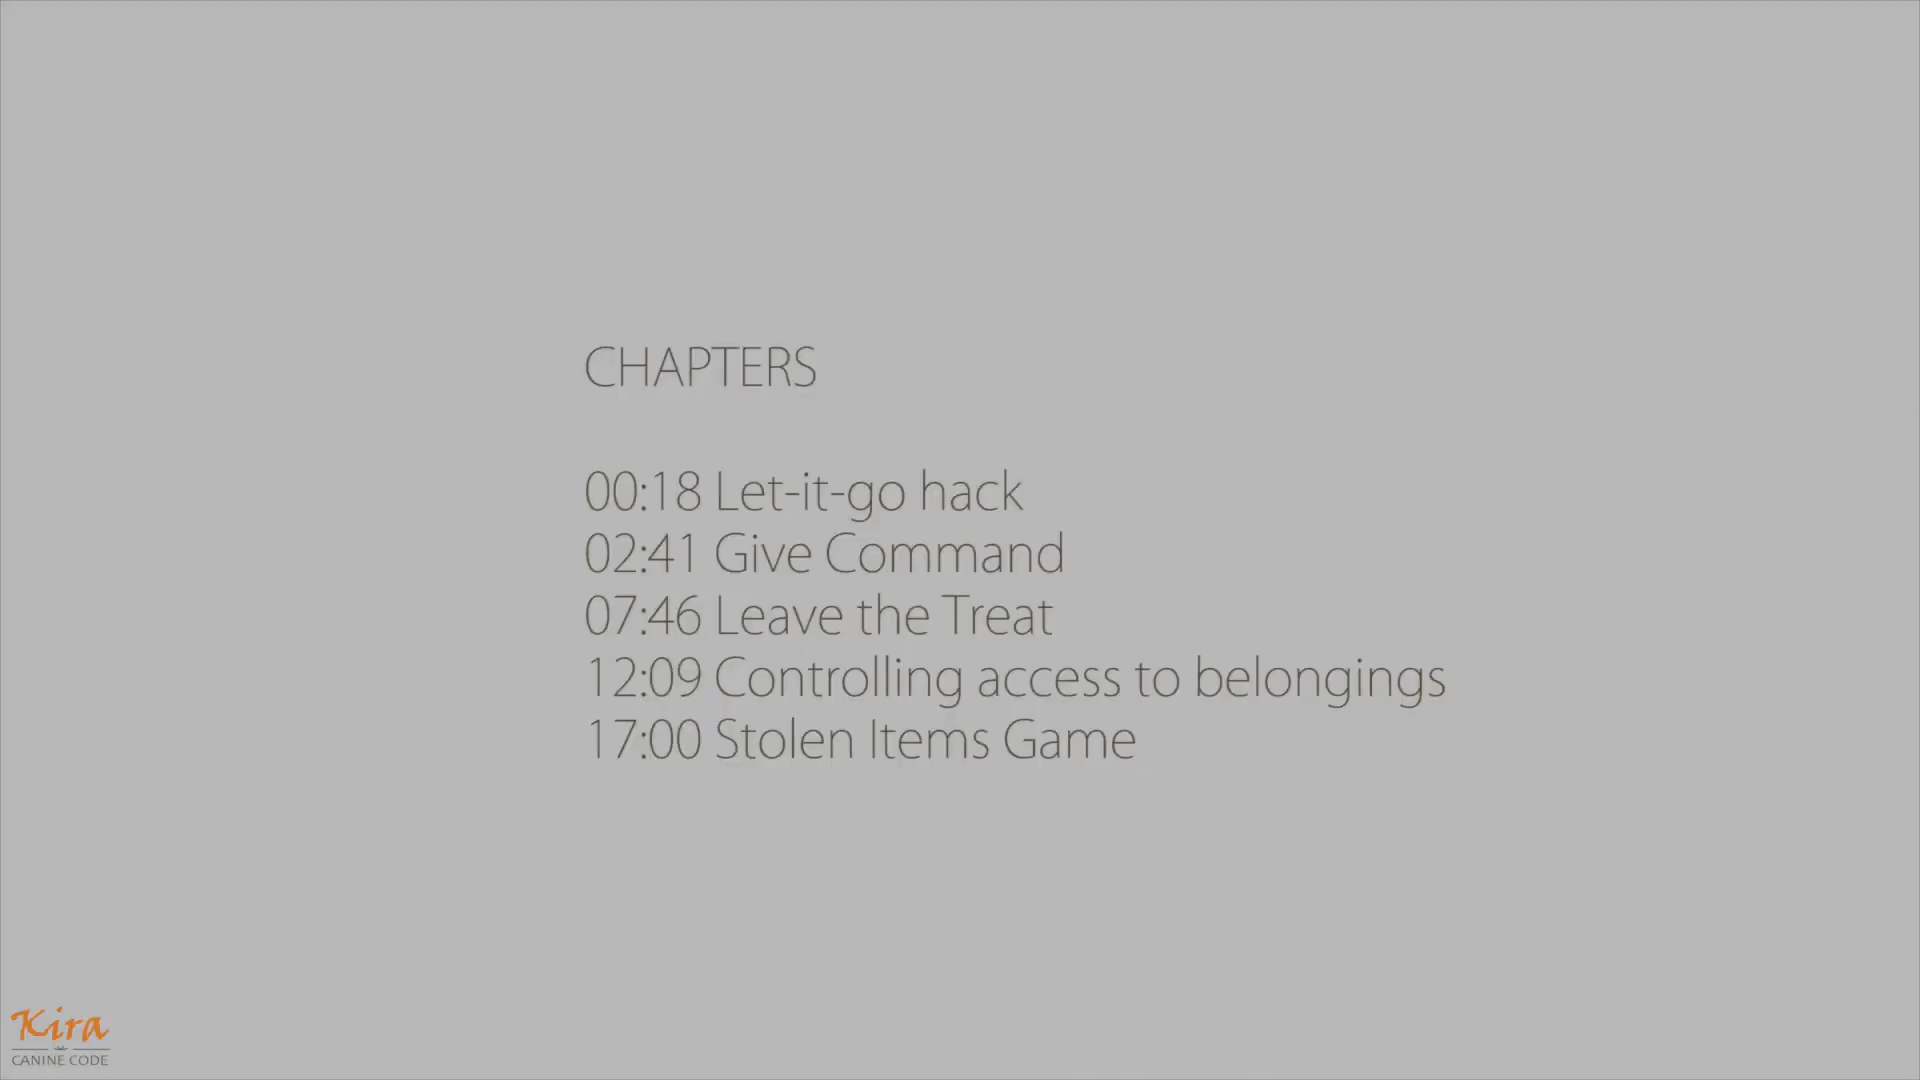 CHAPTERS
00:18 Let-it-go hack
02:41 Give Command
07:46 Leave the Treat
12:09 Controlling access to belongings
17:00 Stolen Items Game
Kira
CANINE CODE